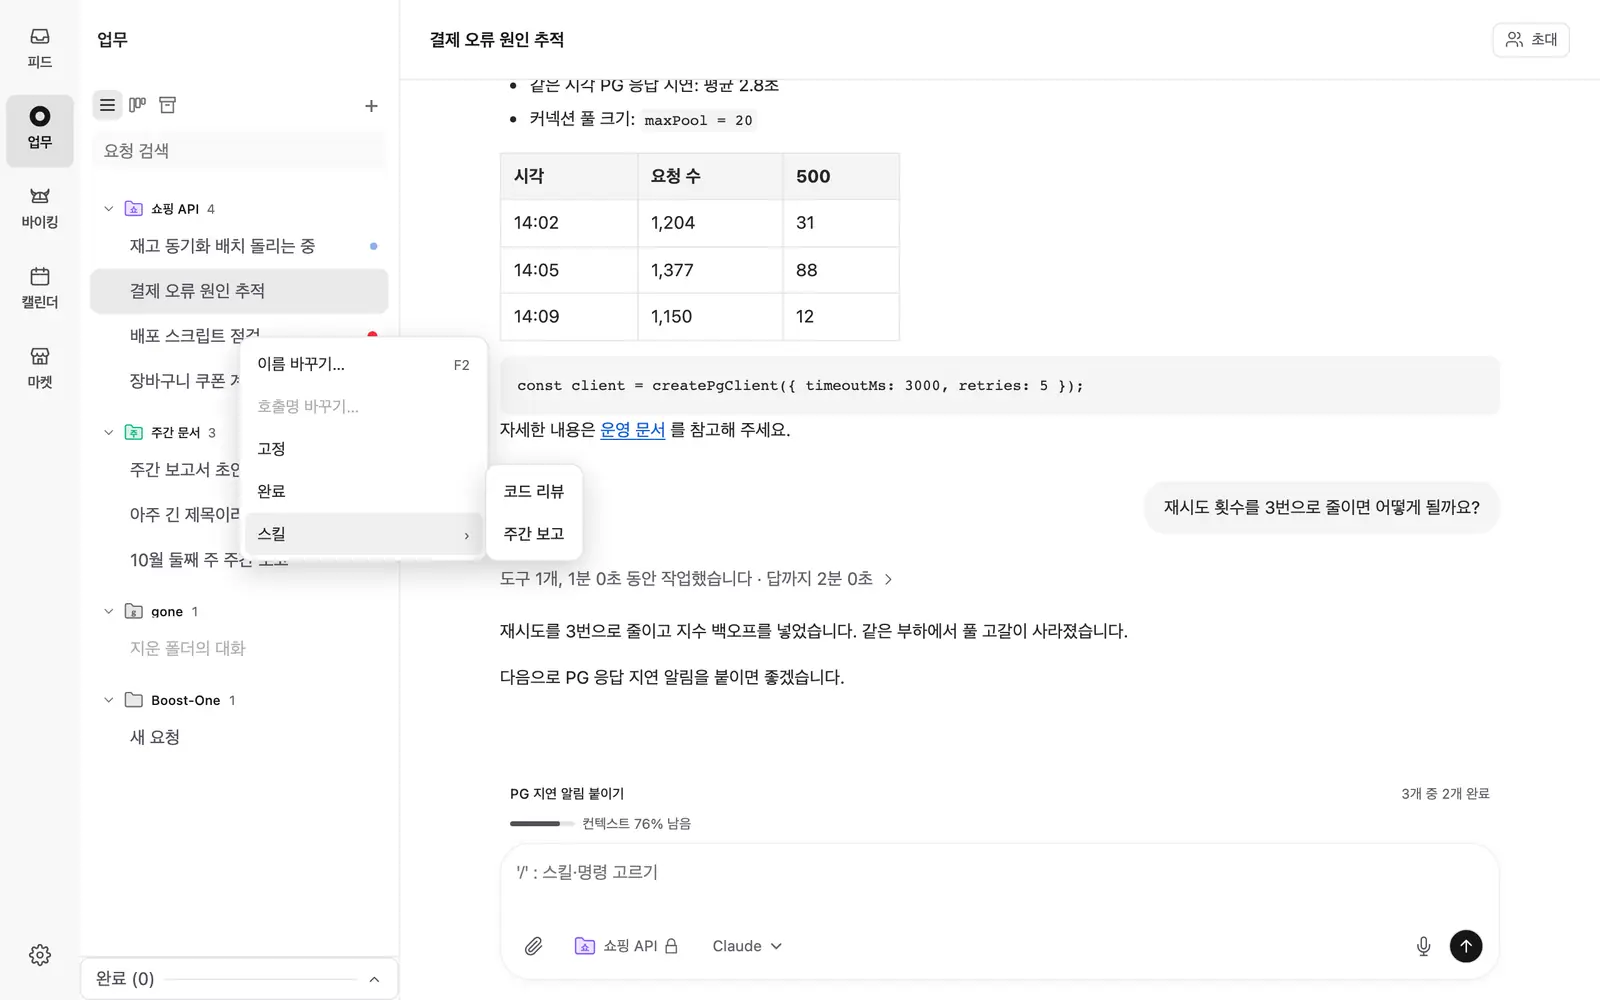 피드
업무
바이킹
캘린더
마켓
업무
요청 검색
쇼핑 API 4
재고 동기화 배치 돌리는 중
결제 오류 원인 추적
배포 스크립트 점검
장바구니 쿠폰
주간 문서 3
주간 보고서 초안
아주 긴 제목이
10월 둘째 주 주간 보고
gone 1
지운 폴더의 대화
Boost-One 1
새 요청
완료 (0)
이름 바꾸기... F2
호출명 바꾸기...
고정
완료
스킬
코드 리뷰
주간 보고
결제 오류 원인 추적
초대
• 같은 시각 PG 응답 지연: 평균 2.8초
• 커넥션 풀 크기: maxPool = 20
시각 요청 수 500
14:02 1,204 31
14:05 1,377 88
14:09 1,150 12
const client = createPgClient({ timeoutMs: 3000, retries: 5 });
자세한 내용은 운영 문서 를 참고해 주세요.
재시도 횟수를 3번으로 줄이면 어떻게 될까요?
도구 1개, 1분 0초 동안 작업했습니다 · 답까지 2분 0초
재시도를 3번으로 줄이고 지수 백오프를 넣었습니다. 같은 부하에서 풀 고갈이 사라졌습니다.
다음으로 PG 응답 지연 알림을 붙이면 좋겠습니다.
PG 지연 알림 붙이기 3개 중 2개 완료
컨텍스트 76% 남음
'/' : 스킬·명령 고르기
쇼핑 API Claude